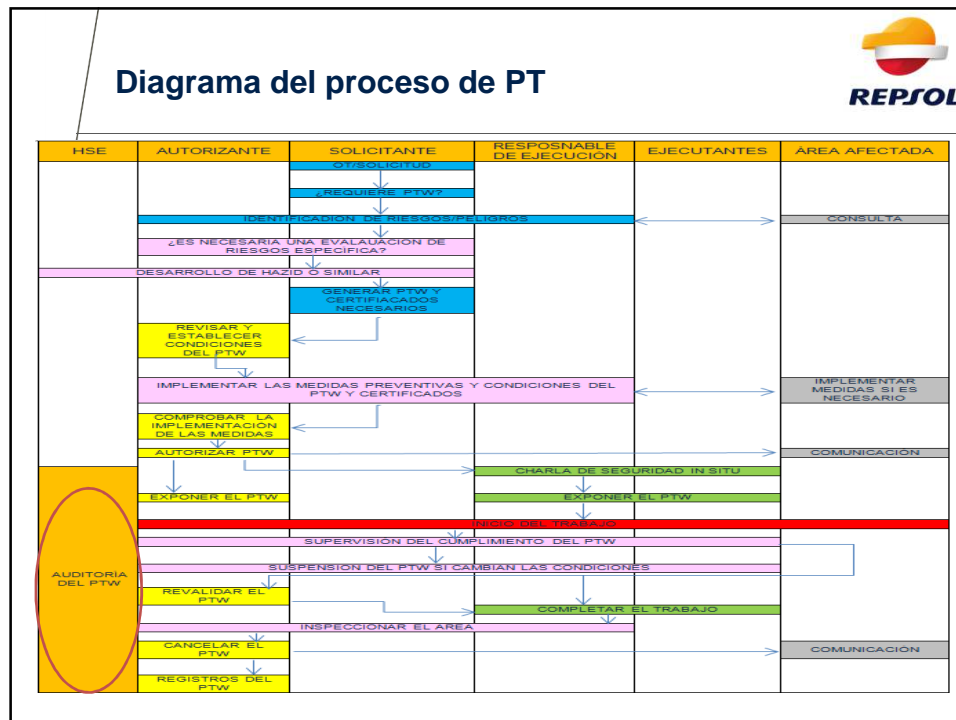 Diagrama del proceso de PT
REPSOL
HSE
AUTORIZANTE
SOLICITANTE
RESPOSNABLE
DE EJECUCIÓN
EJECUTANTES
ÁREA AFECTADA
OT/SOLICITUD
¿REQUIERE PTW?
IDENTIFICADION DE RIESGOS/PELIGROS
CONSULTA
¿ES NECESARIA UNA EVALAUACIÓN DE
RIESGOS ESPECÍFICA?
DESARROLLO DE HAZID O SIMILAR
GENERAR PTW Y
CERTIFIACADOS
NECESARIOS
REVISAR Y
ESTABLECER
CONDICIONES
DEL PTW
IMPLEMENTAR LAS MEDIDAS PREVENTIVAS Y CONDICIONES DEL
PTW Y CERTIFICADOS
IMPLEMENTAR
MEDIDAS SI ES
NECESARIO
COMPROBAR LA
IMPLEMENTACIÓN
DE LAS MEDIDAS
AUTORIZAR PTW
COMUNICACIÓN
CHARLA DE SEGURIDAD IN SITU
EXPONER EL PTW
EXPONER EL PTW
INICIO DEL TRABAJO
SUPERVISIÓN DEL CUMPLIMIENTO DEL PTW
SUSPENSION DEL PTW SI CAMBIAN LAS CONDICIONES
AUDITORÌA
DEL PTW
REVALIDAR EL
PTW
COMPLETAR EL TRABAJO
INSPECCIONAR EL AREA
CANCELAR EL
PTW
COMUNICACIÓN
REGISTROS DEL
PTW